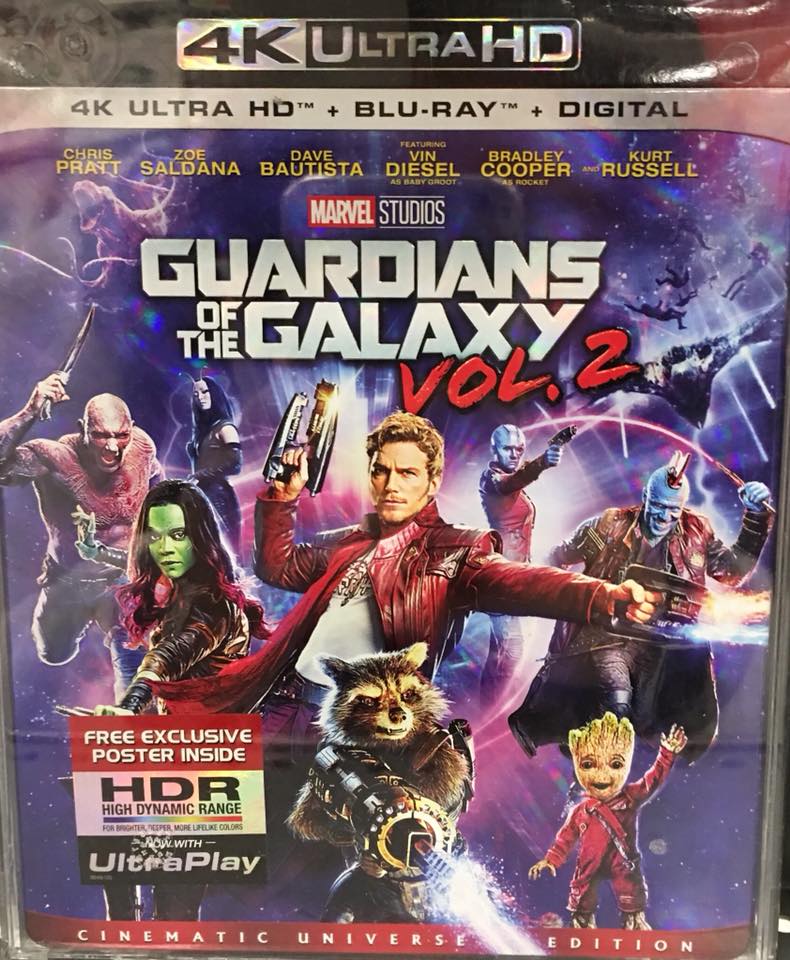 4K ULTRA HD
4K ULTRA HD™ + BLU-RAY™ + DIGITAL
CHRIS PRATT ZOE SALDANA DAVE BAUTISTA FEATURING VIN DIESEL AS BABY GROOT BRADLEY COOPER AS ROCKET AND KURT RUSSELL
MARVEL STUDIOS
GUARDIANS
OF THE GALAXY
VOL. 2
FREE EXCLUSIVE
POSTER INSIDE
HDR
HIGH DYNAMIC RANGE
FOR BRIGHTER, DEEPER, MORE LIFELIKE COLORS
NOW WITH
UltraPlay
CINEMATIC UNIVERSE EDITION